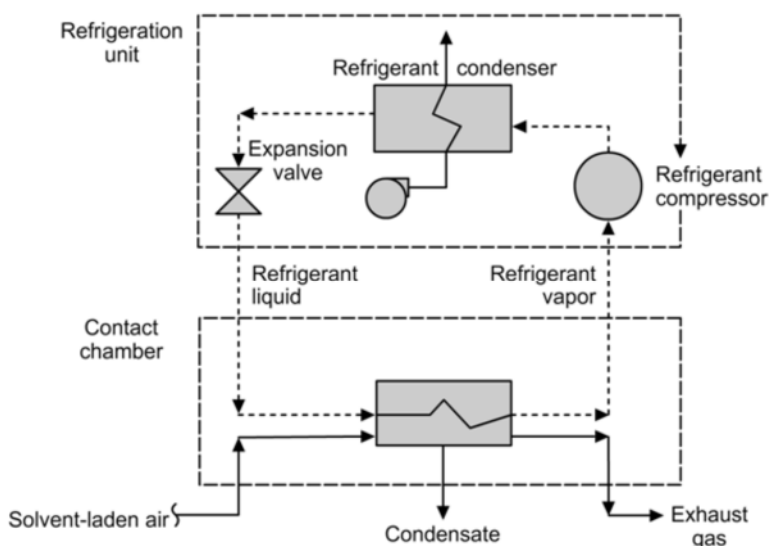 Refrigeration
unit
Refrigerant condenser
Expansion
valve
Refrigerant
compressor
Refrigerant
liquid
Refrigerant
vapor
Contact
chamber
Solvent-laden air
Condensate
Exhaust
gas